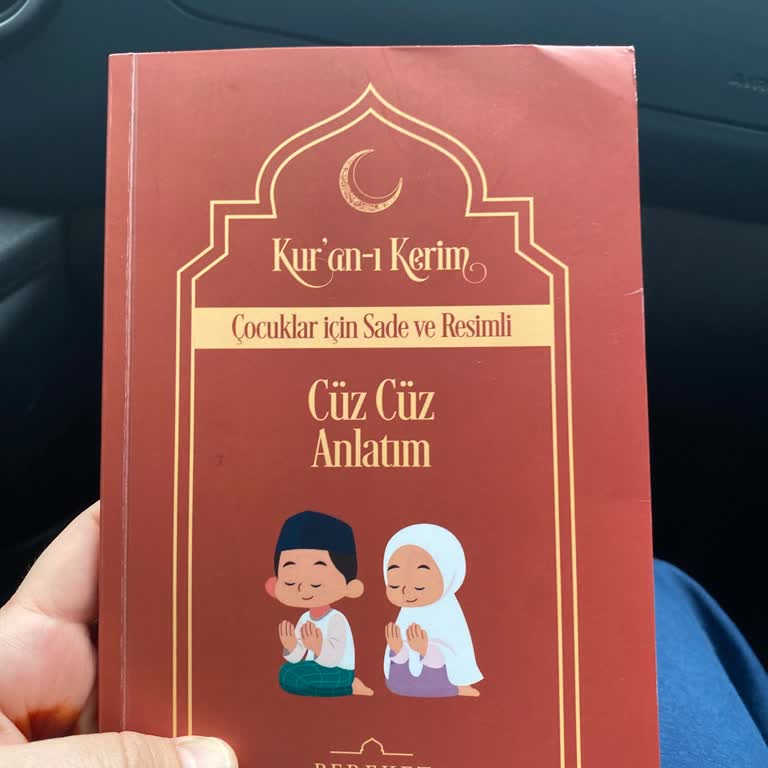 Kur'an-ı Kerim
Çocuklar için Sade ve Resimli
Cüz Cüz
Anlatım